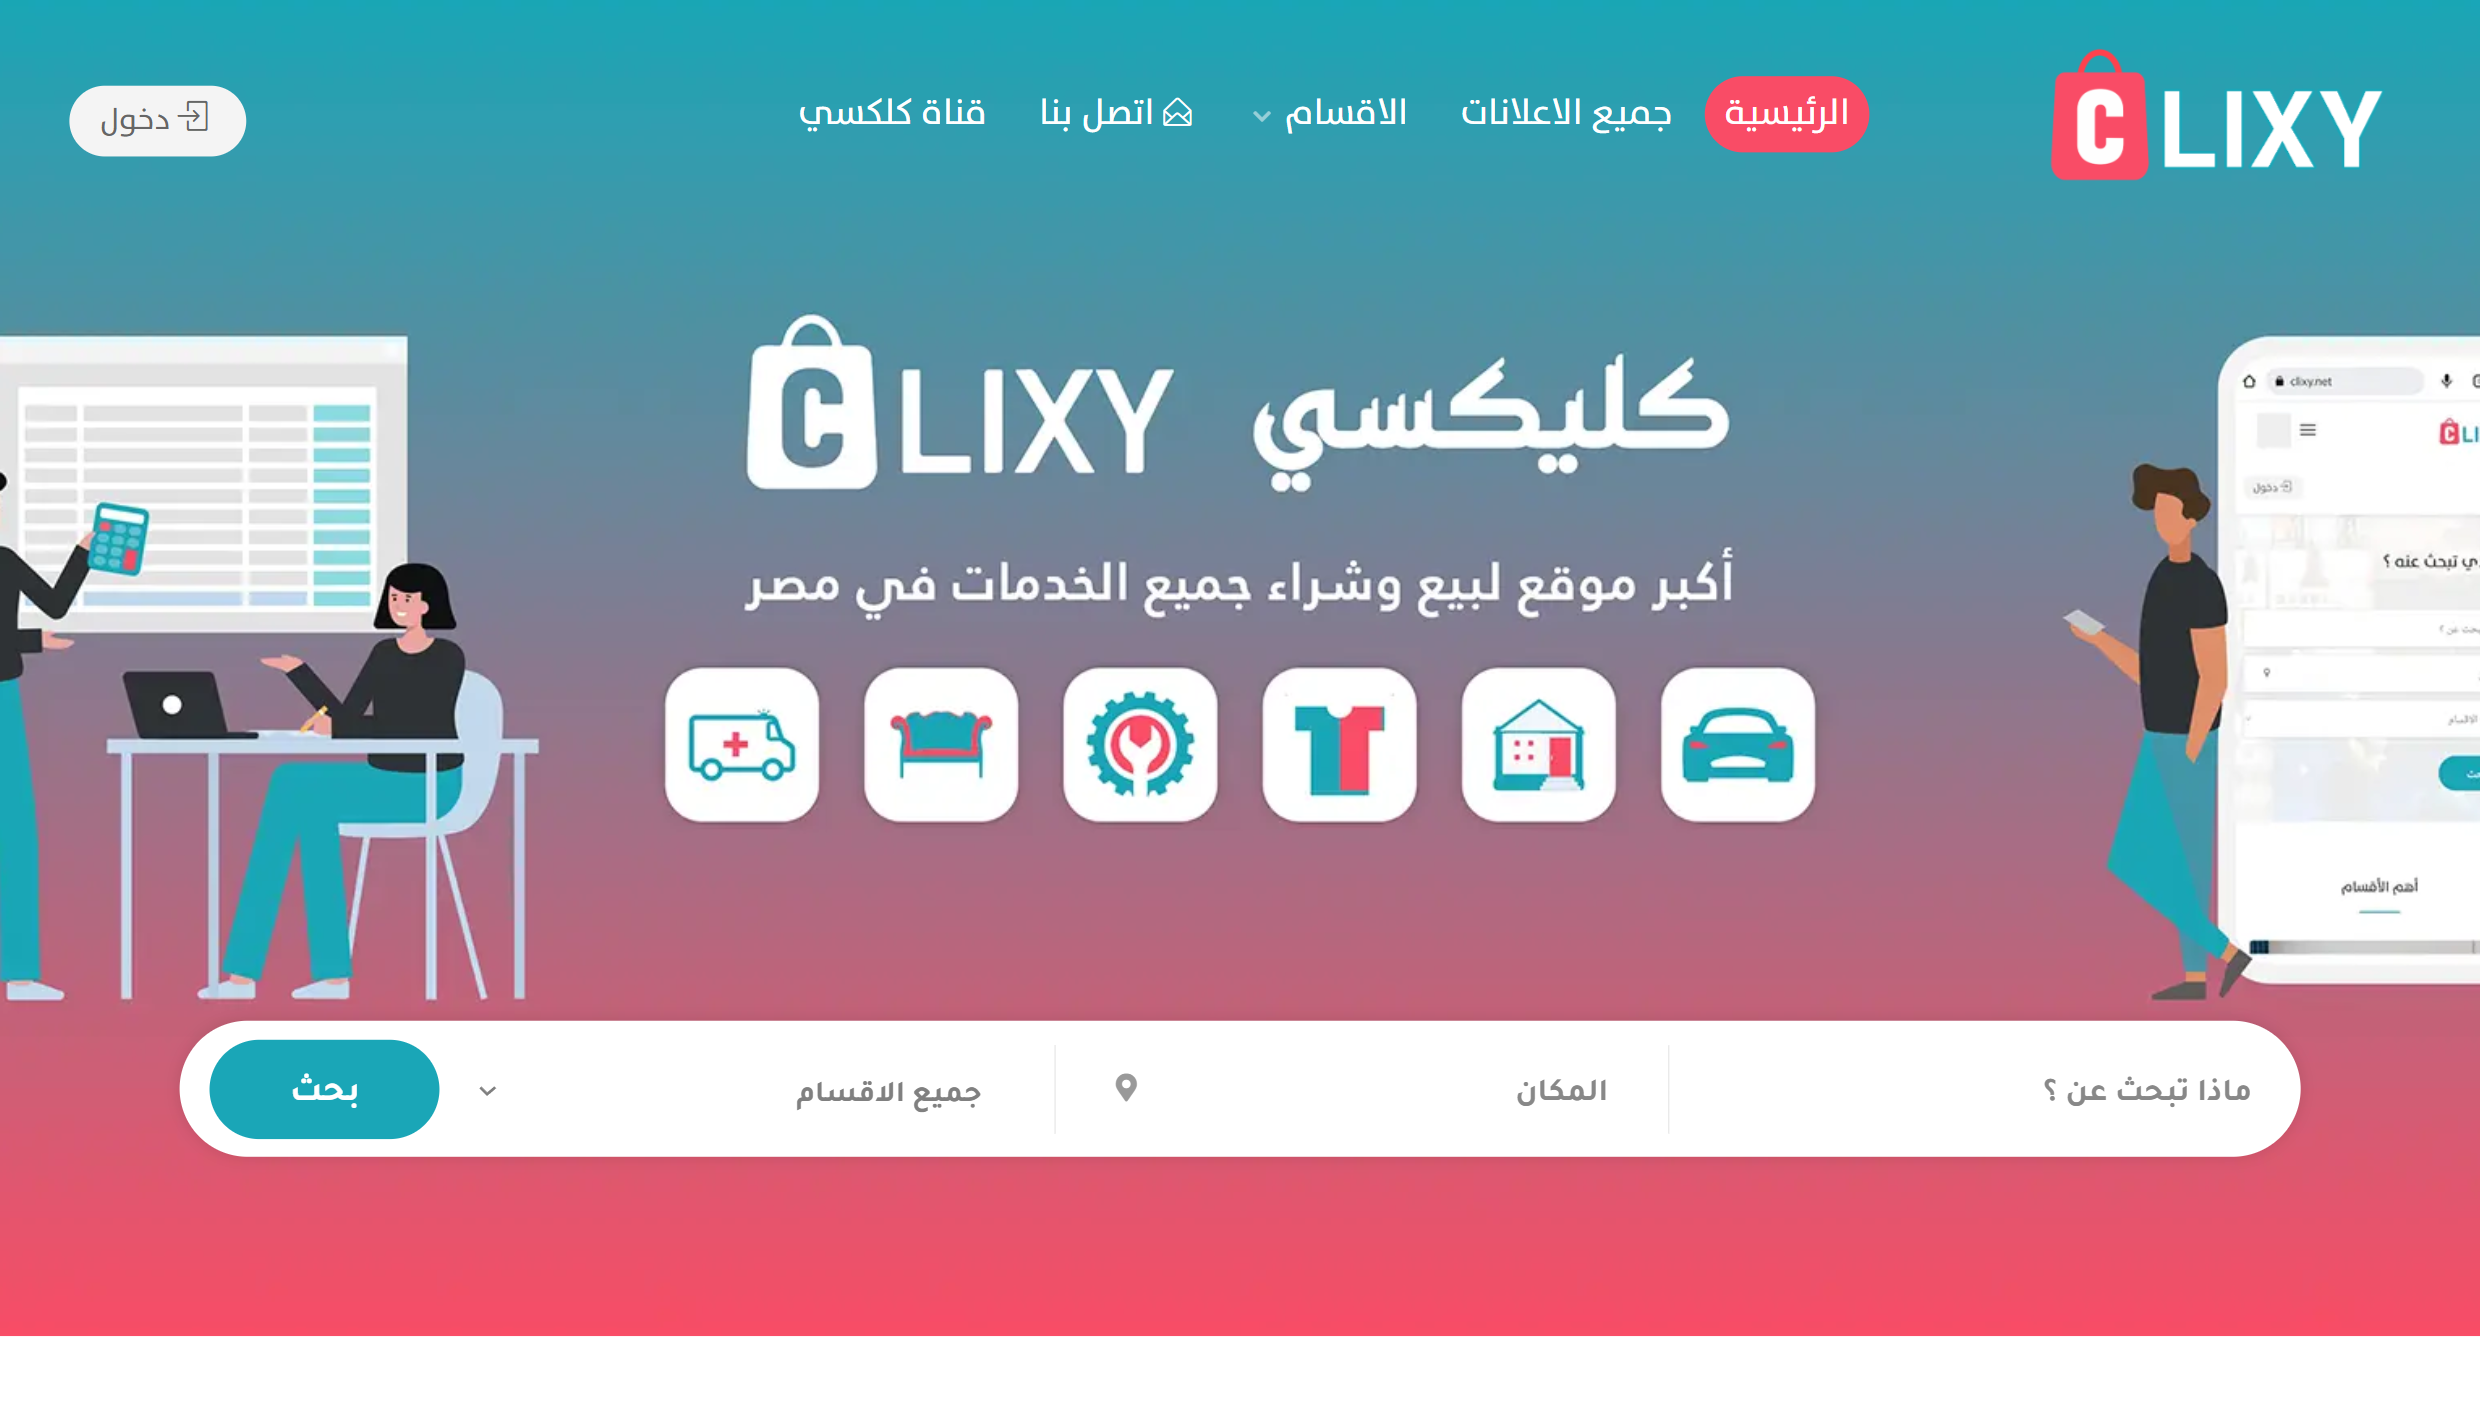 CLIXY
الرئيسية
جميع الاعلانات
الاقسام
اتصل بنا
قناة كلكسي
دخول
كليكسي CLIXY
أكبر موقع لبيع وشراء جميع الخدمات في مصر
clixy.net
دخول
تبحث عنه ؟
أهم الأقسام
ماذا تبحث عن ؟
المكان
جميع الاقسام
بحث